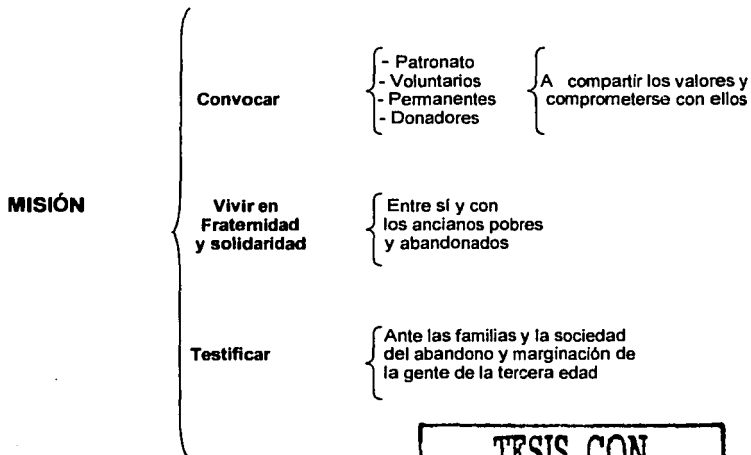 MISIÓN
Convocar
- Patronato
- Voluntarios
- Permanentes
- Donadores
A compartir los valores y
comprometerse con ellos
Vivir en
Fraternidad
y solidaridad
Entre sí y con
los ancianos pobres
y abandonados
Testificar
Ante las familias y la sociedad
del abandono y marginación de
la gente de la tercera edad
TESIS CON